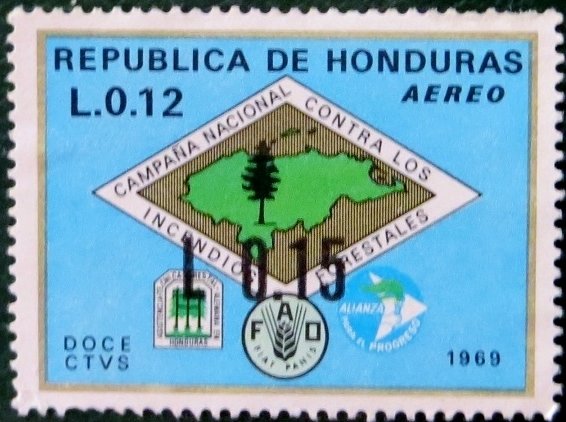 REPUBLICA DE HONDURAS
L.0.12
AEREO
CAMPAÑA NACIONAL
CONTRA LOS
INCENDIOS
FORESTALES
L 0.15
HONDURAS
FAO
FIAT PANIS
ALIANZA
PARA EL PROGRESO
DOCE
CTVS
1969